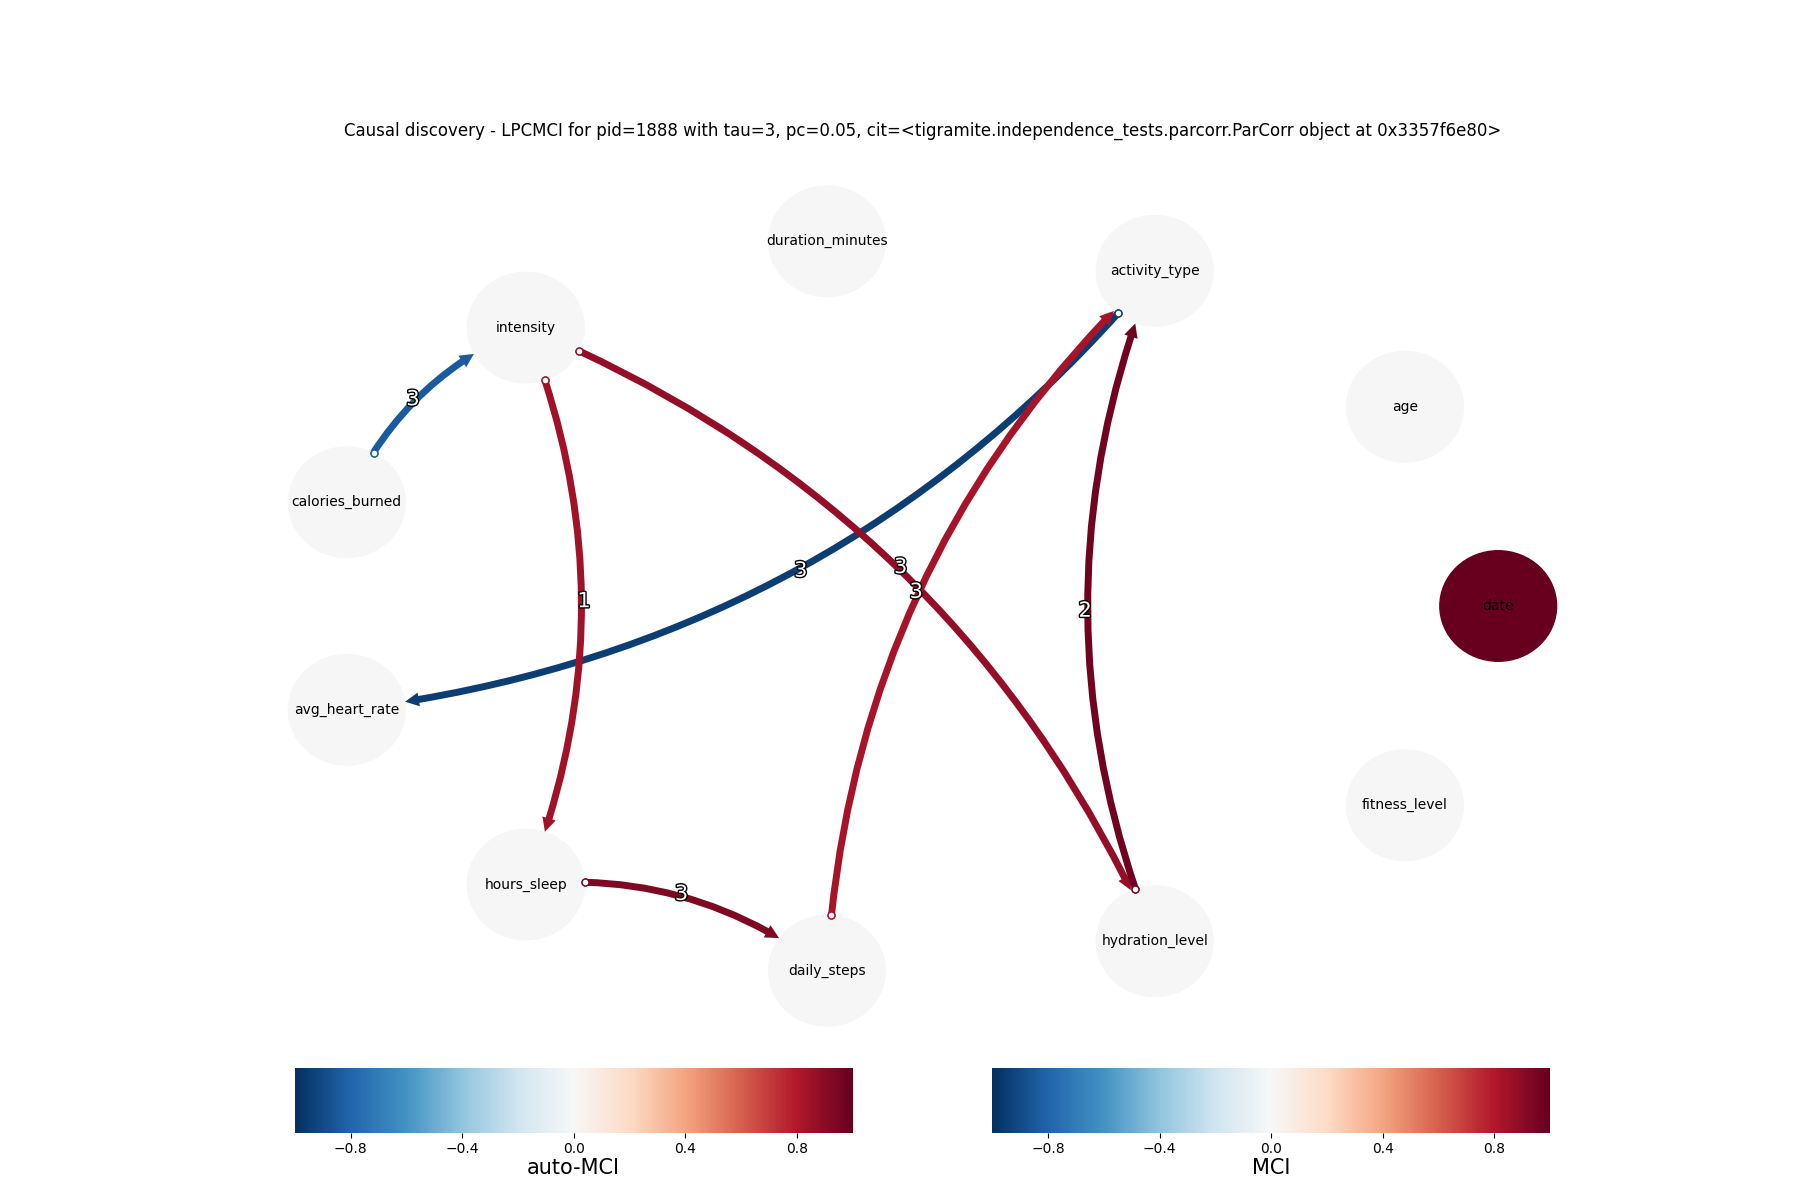 Causal discovery - LPCMCI for pid=1888 with tau=3, pc=0.05, cit=<tigramite.independence_tests.parcorr.ParCorr object at 0x3357f6e80>
duration_minutes
activity_type
intensity
age
3
calories_burned
3
3
3
1
date
2
avg_heart_rate
fitness_level
hours_sleep
3
hydration_level
daily_steps
−0.8 −0.4 0.0 0.4 0.8
auto-MCI
−0.8 −0.4 0.0 0.4 0.8
MCI